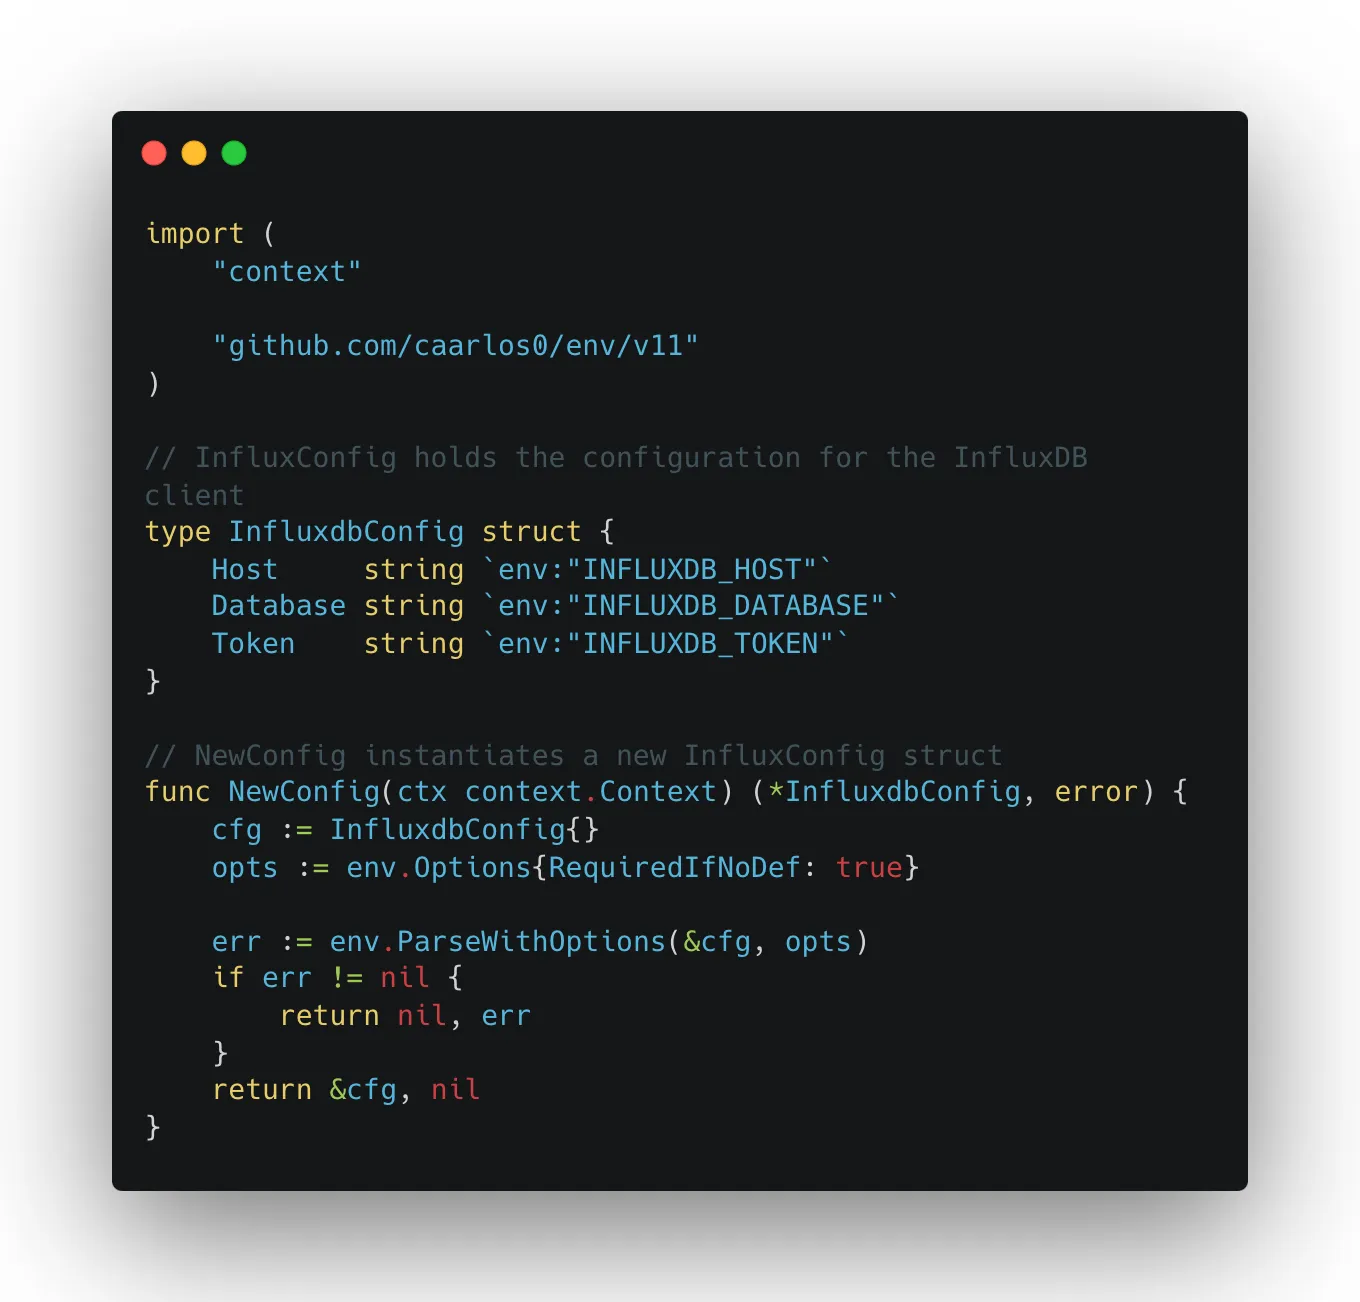 import (
    "context"

    "github.com/caarlos0/env/v11"
)

// InfluxConfig holds the configuration for the InfluxDB
client
type InfluxdbConfig struct {
    Host     string `env:"INFLUXDB_HOST"`
    Database string `env:"INFLUXDB_DATABASE"`
    Token    string `env:"INFLUXDB_TOKEN"`
}

// NewConfig instantiates a new InfluxConfig struct
func NewConfig(ctx context.Context) (*InfluxdbConfig, error) {
    cfg := InfluxdbConfig{}
    opts := env.Options{RequiredIfNoDef: true}

    err := env.ParseWithOptions(&cfg, opts)
    if err != nil {
        return nil, err
    }
    return &cfg, nil
}